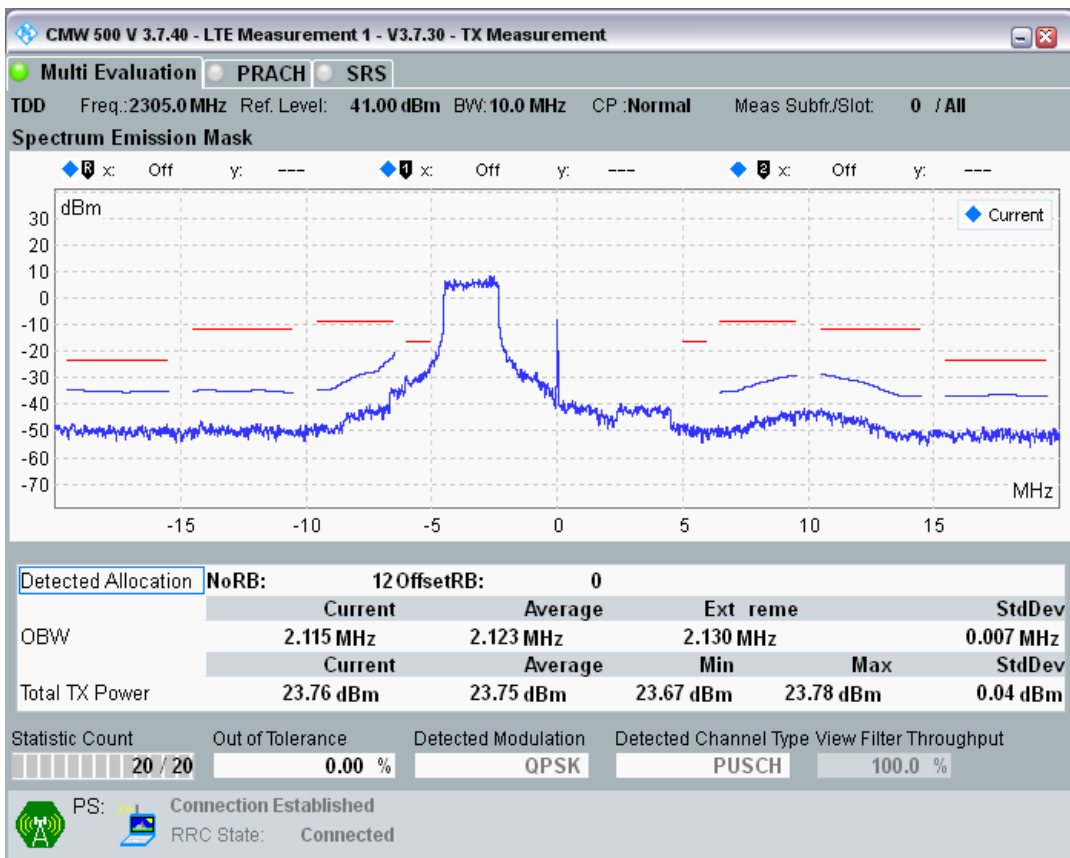 CMW 500 V 3.7.40 - LTE Measurement 1 - V3.7.30 - TX Measurement
Multi Evaluation PRACH SRS
TDD Freq.:2305.0 MHz Ref. Level: 41.00 dBm BW:10.0 MHz CP :Normal Meas Subfr./Slot: 0 / All
Spectrum Emission Mask
R x: Off y: --- 1 x: Off y: --- 2 x: Off y: ---
dBm
Current
30
20
10
0
-10
-20
-30
-40
-50
-60
-70
MHz
-15 -10 -5 0 5 10 15
Detected Allocation NoRB: 12 OffsetRB: 0
Current Average Ext reme StdDev
OBW 2.115 MHz 2.123 MHz 2.130 MHz 0.007 MHz
Current Average Min Max StdDev
Total TX Power 23.76 dBm 23.75 dBm 23.67 dBm 23.78 dBm 0.04 dBm
Statistic Count Out of Tolerance Detected Modulation Detected Channel Type View Filter Throughput
20 / 20 0.00 % QPSK PUSCH 100.0 %
PS: Connection Established
RRC State: Connected